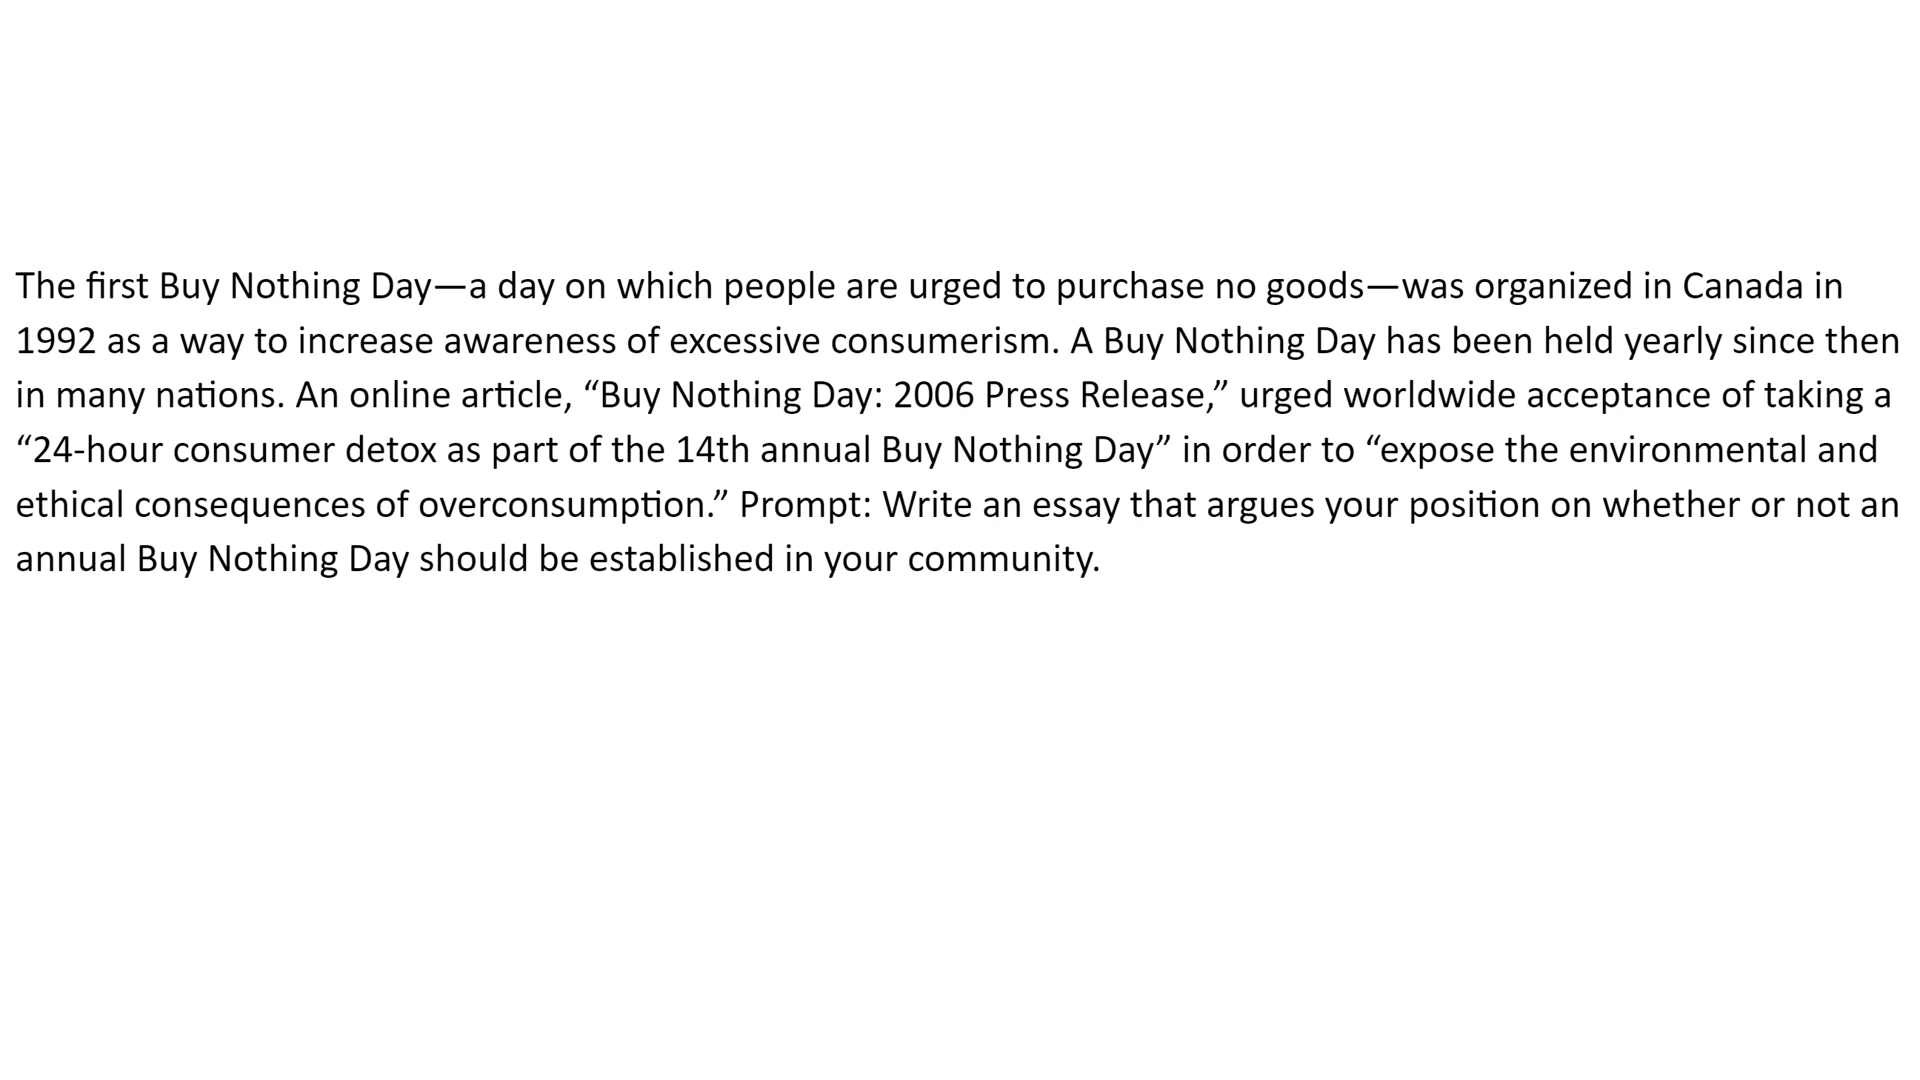 The first Buy Nothing Day—a day on which people are urged to purchase no goods—was organized in Canada in
1992 as a way to increase awareness of excessive consumerism. A Buy Nothing Day has been held yearly since then
in many nations. An online article, “Buy Nothing Day: 2006 Press Release,” urged worldwide acceptance of taking a
“24-hour consumer detox as part of the 14th annual Buy Nothing Day” in order to “expose the environmental and
ethical consequences of overconsumption.” Prompt: Write an essay that argues your position on whether or not an
annual Buy Nothing Day should be established in your community.